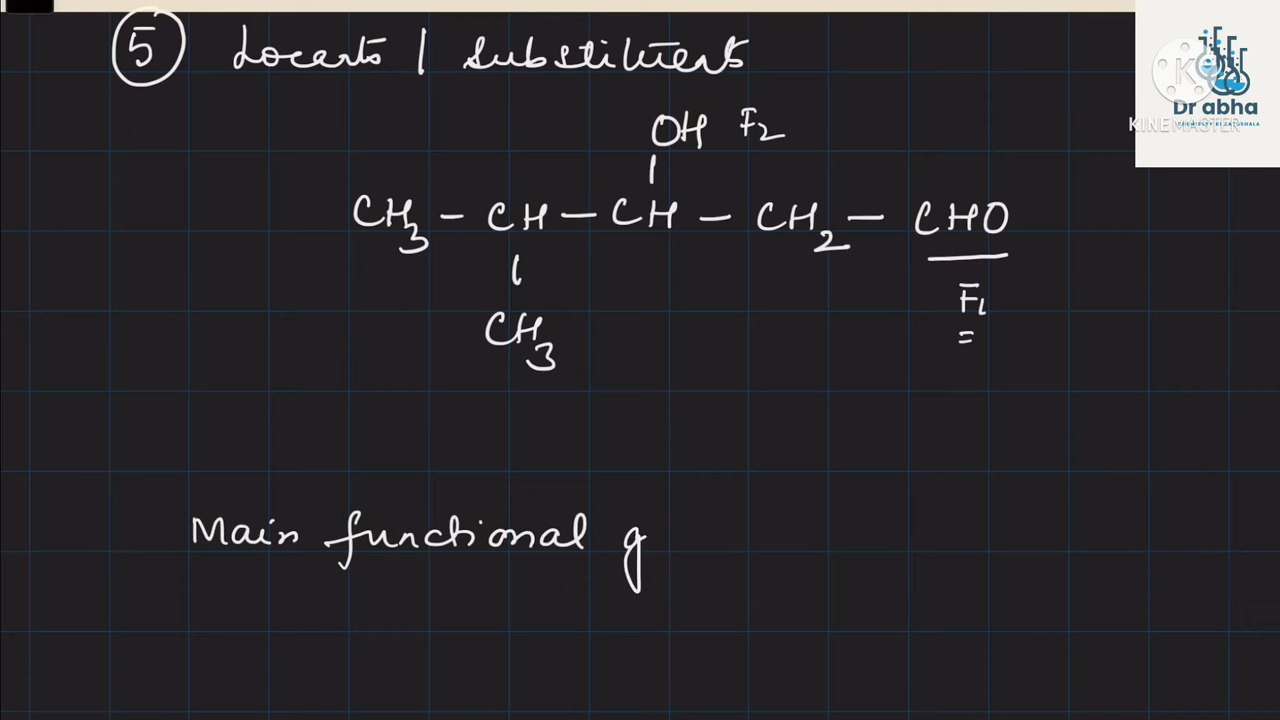 5 Locants | Substituents
OH F2
CH3 - CH - CH - CH2 - CHO
CH3
F1
=
Main functional g
K
Dr abha
KINEMASTER